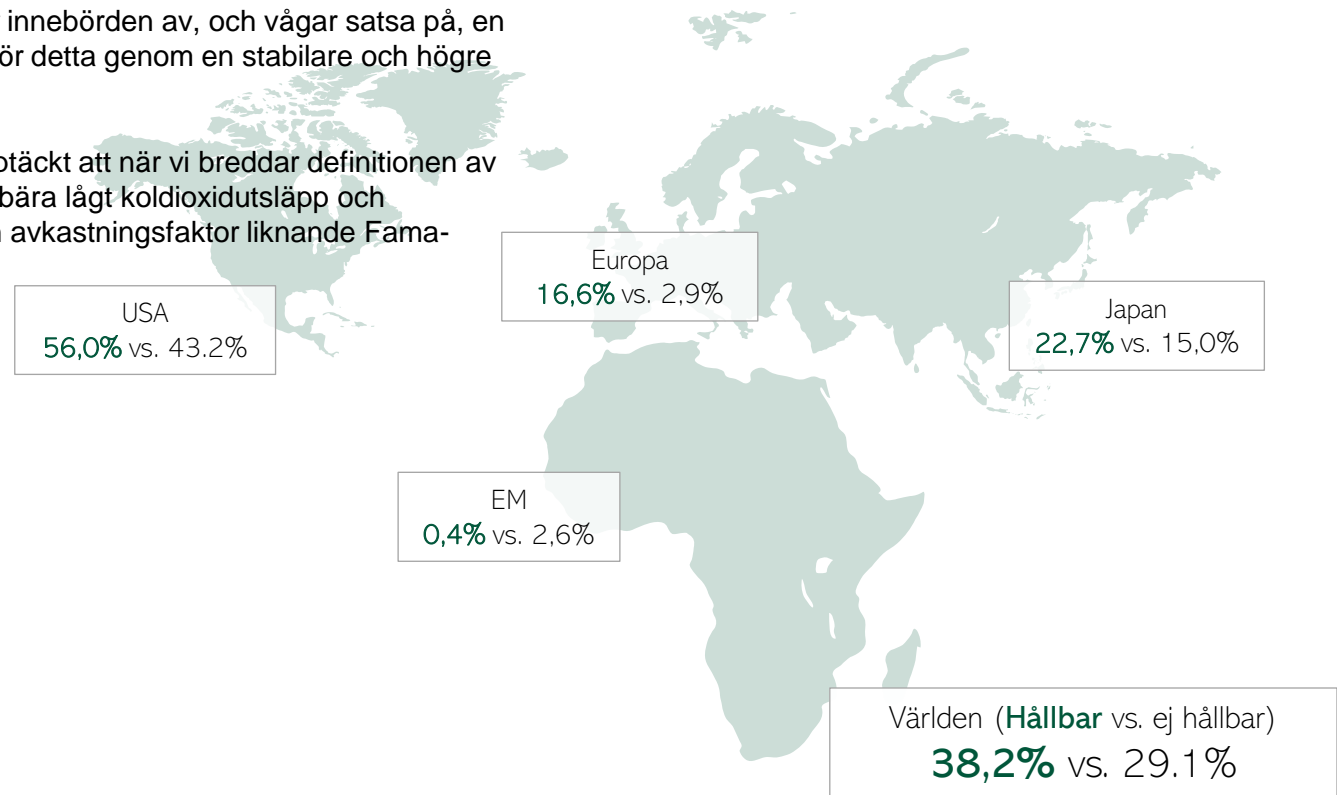 innebörden av, och vågar satsa på, en
ör detta genom en stabilare och högre
täckt att när vi breddar definitionen av
bära lågt koldioxidutsläpp och
avkastningsfaktor liknande Fama-
Europa
16,6% vs. 2,9%
USA
56,0% vs. 43.2%
Japan
22,7% vs. 15,0%
EM
0,4% vs. 2,6%
Världen (Hållbar vs. ej hållbar)
38,2% vs. 29.1%